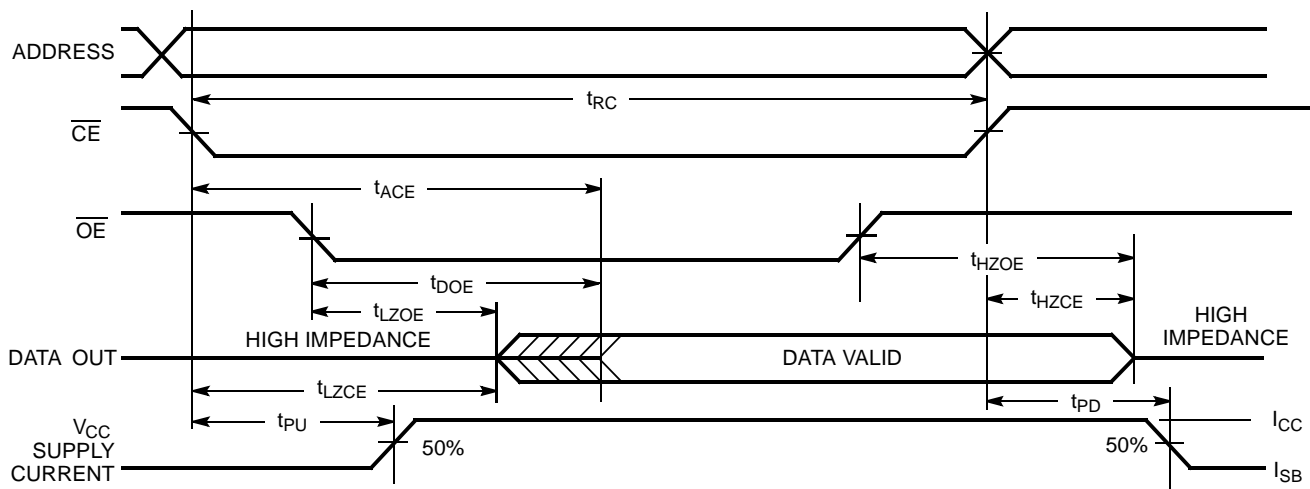 ADDRESS
tRC
CE
tACE
OE
tHZOE
tDOE
tLZOE
tHZCE
HIGH IMPEDANCE
HIGH
IMPEDANCE
DATA OUT
DATA VALID
tLZCE
tPU
tPD
VCC
SUPPLY
CURRENT
50%
50%
ICC
ISB